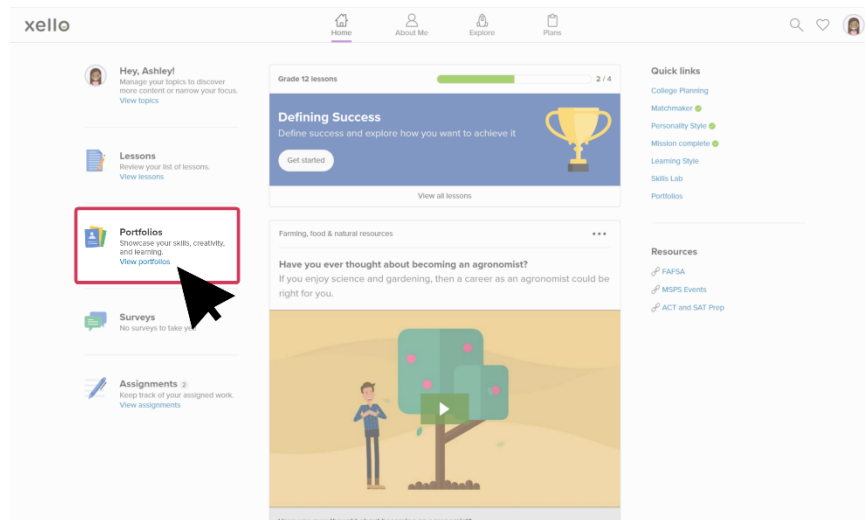 xello
Home
About Me
Explore
Plans
Hey, Ashley!
Manage your topics to discover
more content or narrow your focus.
View topics
Lessons
Review your list of lessons.
View lessons
Portfolios
Showcase your skills, creativity,
and learning.
View portfolios
Surveys
No surveys to take
Assignments 2
Keep track of your assigned work.
View assignments
Grade 12 lessons
2 / 4
Defining Success
Define success and explore how you want to achieve it
Get started
View all lessons
Farming, food & natural resources
Have you ever thought about becoming an agronomist?
If you enjoy science and gardening, then a career as an agronomist could be
right for you.
Quick links
College Planning
Matchmaker
Personality Style
Mission complete
Learning Style
Skills Lab
Portfolios
Resources
FAFSA
MSPS Events
ACT and SAT Prep